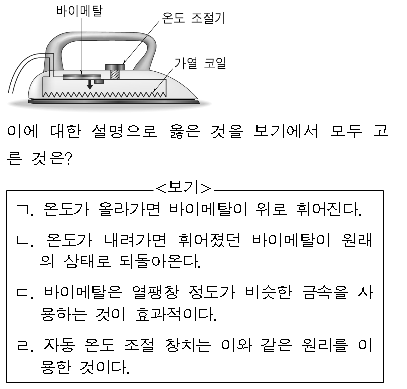 바이메탈
온도 조절기
가열 코일
이에 대한 설명으로 옳은 것을 보기에서 모두 고
른 것은?
<보기>
ㄱ. 온도가 올라가면 바이메탈이 위로 휘어진다.
ㄴ. 온도가 내려가면 휘어졌던 바이메탈이 원래
의 상태로 되돌아온다.
ㄷ. 바이메탈은 열팽창 정도가 비슷한 금속을 사
용하는 것이 효과적이다.
ㄹ. 자동 온도 조절 장치는 이와 같은 원리를 이
용한 것이다.